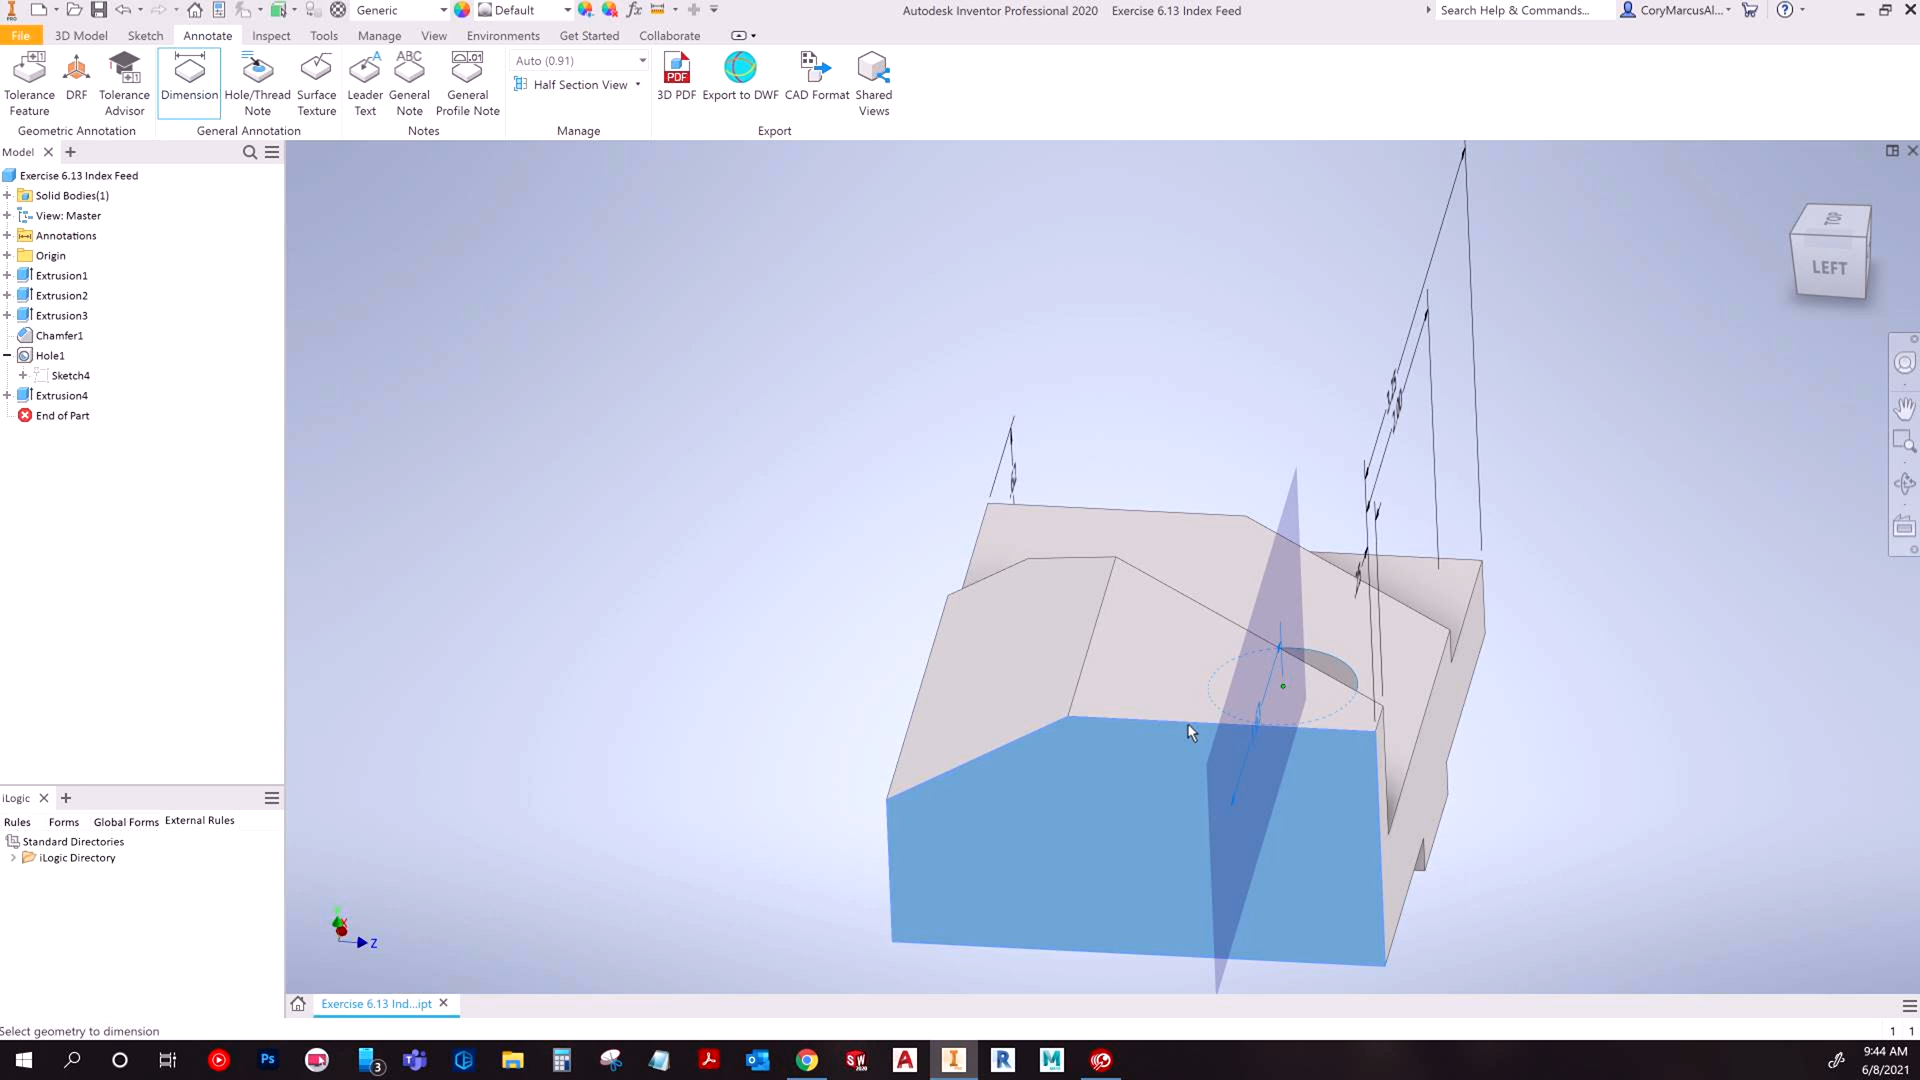 Generic
Default
Autodesk Inventor Professional 2020 Exercise 6.13 Index Feed
Search Help & Commands...
CoryMarcusAl...
File
3D Model
Sketch
Annotate
Inspect
Tools
Manage
View
Environments
Get Started
Collaborate
Tolerance Feature
DRF
Tolerance Advisor
Dimension
Hole/Thread Note
Surface Texture
Leader Text
General Note
General Profile Note
Auto (0.91)
Half Section View
3D PDF
Export to DWF
CAD Format
Shared Views
Geometric Annotation
General Annotation
Notes
Manage
Export
Model
Exercise 6.13 Index Feed
Solid Bodies(1)
View: Master
Annotations
Origin
Extrusion1
Extrusion2
Extrusion3
Chamfer1
Hole1
Sketch4
Extrusion4
End of Part
TOP
LEFT
iLogic
Rules
Forms
Global Forms
External Rules
Standard Directories
iLogic Directory
Z
Exercise 6.13 Ind...ipt
Select geometry to dimension
1 1
9:44 AM
6/8/2021